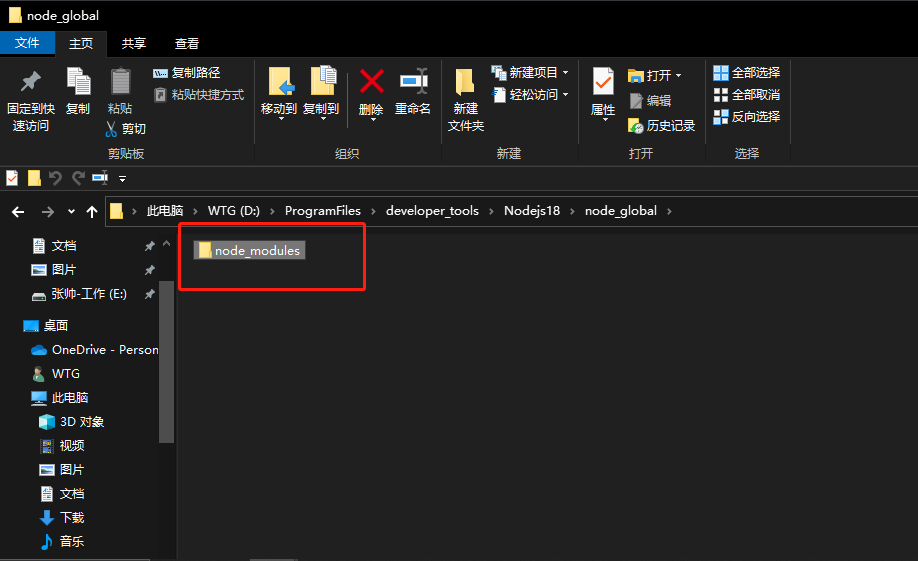 node_global
文件 主页 共享 查看
固定到快
速访问
复制
粘贴
复制路径
粘贴快捷方式
剪切
剪贴板
移动到 复制到 删除 重命名
组织
新建
文件夹
新建项目
轻松访问
新建
属性
打开
编辑
历史记录
打开
全部选择
全部取消
反向选择
选择
此电脑 WTG (D:) ProgramFiles developer_tools Nodejs18 node_global
文档
图片
张帅-工作 (E:)
桌面
OneDrive - Person
WTG
此电脑
3D 对象
视频
图片
文档
下载
音乐
node_modules